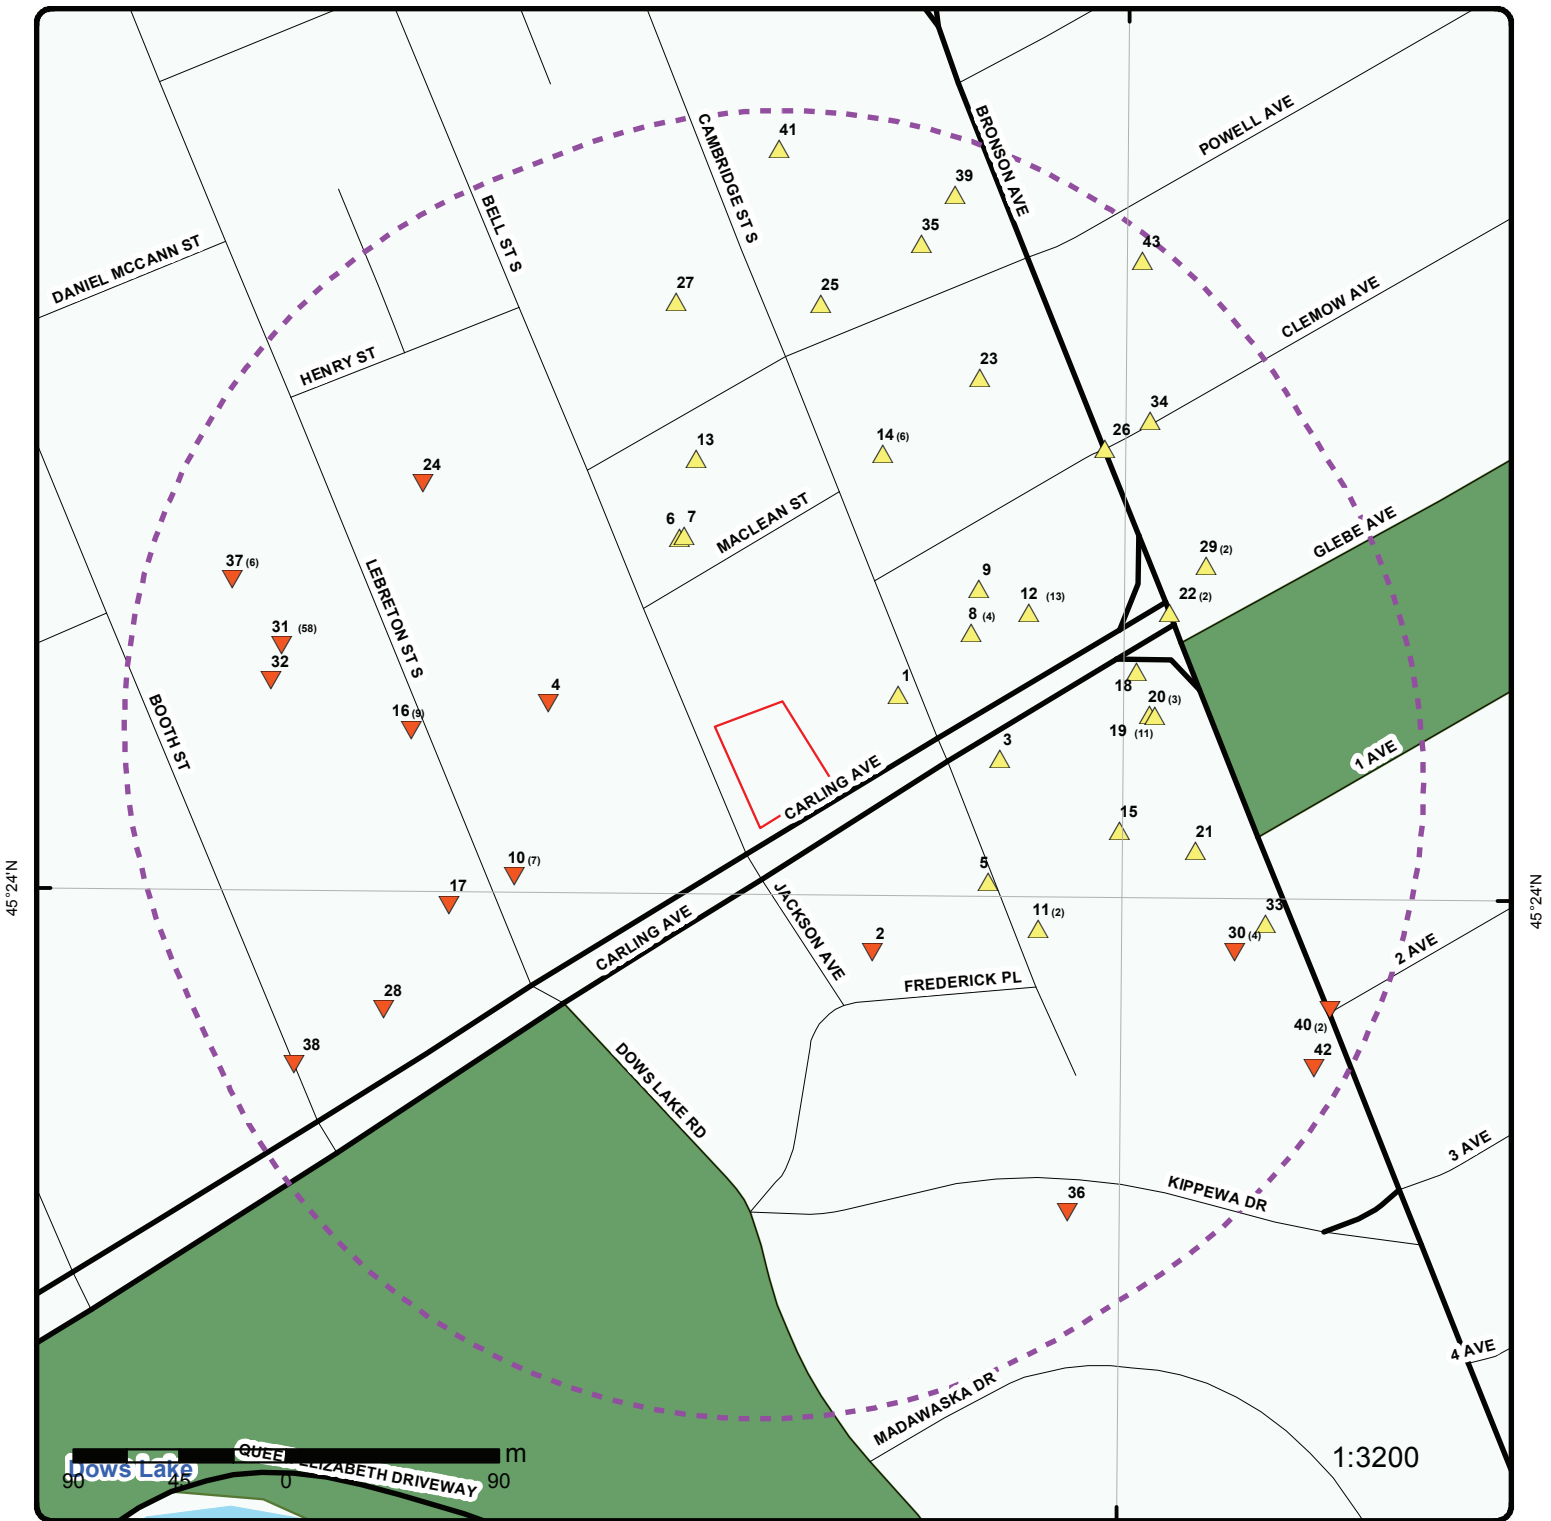 41
CAMBRIDGE ST S
BRONSON AVE
POWELL AVE
39
BELL ST S
35
43
DANIEL MCCANN ST
27
25
CLEMOW AVE
HENRY ST
23
34
26
14 (6)
13
24
6 7
MACLEAN ST
GLEBE AVE
29 (2)
37 (6)
LEBRETON ST S
9
12 (13)
22 (2)
8 (4)
31 (58)
32
4
1
18
20 (3)
16 (9)
BOOTH ST
19 (11)
3
1 AVE
CARLING AVE
15
21
10 (7)
5
17
JACKSON AVE
45°24'N
45°24'N
11 (2)
33
CARLING AVE
2
30 (4)
2 AVE
FREDERICK PL
28
40 (2)
38
42
DOWS LAKE RD
3 AVE
36
KIPPEWA DR
4 AVE
MADAWASKA DR
m
1:3200
QUEEN ELIZABETH DRIVEWAY
Dows Lake
90 45 0 90